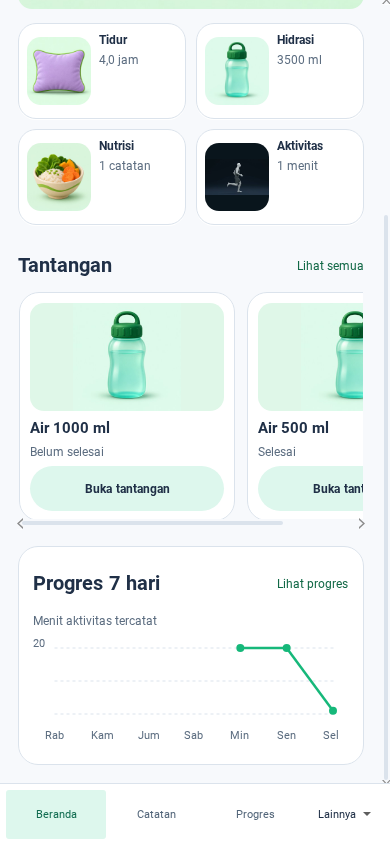 Tidur
4,0 jam
Hidrasi
3500 ml
Nutrisi
1 catatan
Aktivitas
1 menit
Tantangan
Lihat semua
Air 1000 ml
Belum selesai
Buka tantangan
Air 500 ml
Selesai
Buka tant
Progres 7 hari
Lihat progres
Menit aktivitas tercatat
20
Rab Kam Jum Sab Min Sen Sel
Beranda Catatan Progres Lainnya